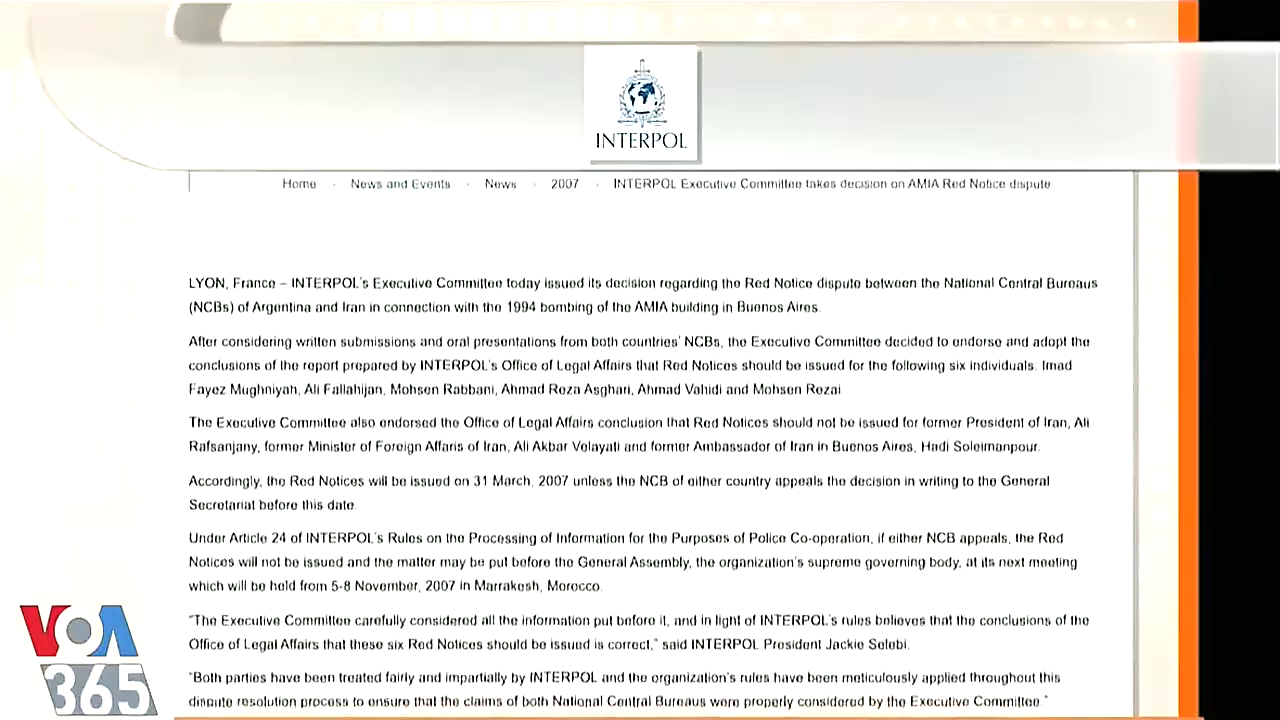 INTERPOL
Home · News and Events · News · 2007 · INTERPOL Executive Committee takes decision on AMIA Red Notice dispute
LYON, France – INTERPOL's Executive Committee today issued its decision regarding the Red Notice dispute between the National Central Bureaus
(NCBs) of Argentina and Iran in connection with the 1994 bombing of the AMIA building in Buenos Aires.
After considering written submissions and oral presentations from both countries' NCBs, the Executive Committee decided to endorse and adopt the
conclusions of the report prepared by INTERPOL's Office of Legal Affairs that Red Notices should be issued for the following six individuals: Imad
Fayez Mughniyah, Ali Fallahijan, Mohsen Rabbani, Ahmad Reza Asghari, Ahmad Vahidi and Mohsen Rezai.
The Executive Committee also endorsed the Office of Legal Affairs conclusion that Red Notices should not be issued for former President of Iran, Ali
Rafsanjany, former Minister of Foreign Affaris of Iran, Ali Akbar Velayati and former Ambassador of Iran in Buenos Aires, Hadi Soleimanpour.
Accordingly, the Red Notices will be issued on 31 March, 2007 unless the NCB of either country appeals the decision in writing to the General
Secretariat before this date.
Under Article 24 of INTERPOL's Rules on the Processing of Information for the Purposes of Police Co-operation, if either NCB appeals, the Red
Notices will not be issued and the matter may be put before the General Assembly, the organization's supreme governing body, at its next meeting
which will be held from 5-8 November, 2007 in Marrakesh, Morocco.
"The Executive Committee carefully considered all the information put before it, and in light of INTERPOL's rules believes that the conclusions of the
Office of Legal Affairs that these six Red Notices should be issued is correct," said INTERPOL President Jackie Selebi.
"Both parties have been treated fairly and impartially by INTERPOL and the organization's rules have been meticulously applied throughout this
dispute resolution process to ensure that the claims of both National Central Bureaus were properly considered by the Executive Committee."
VOA
365